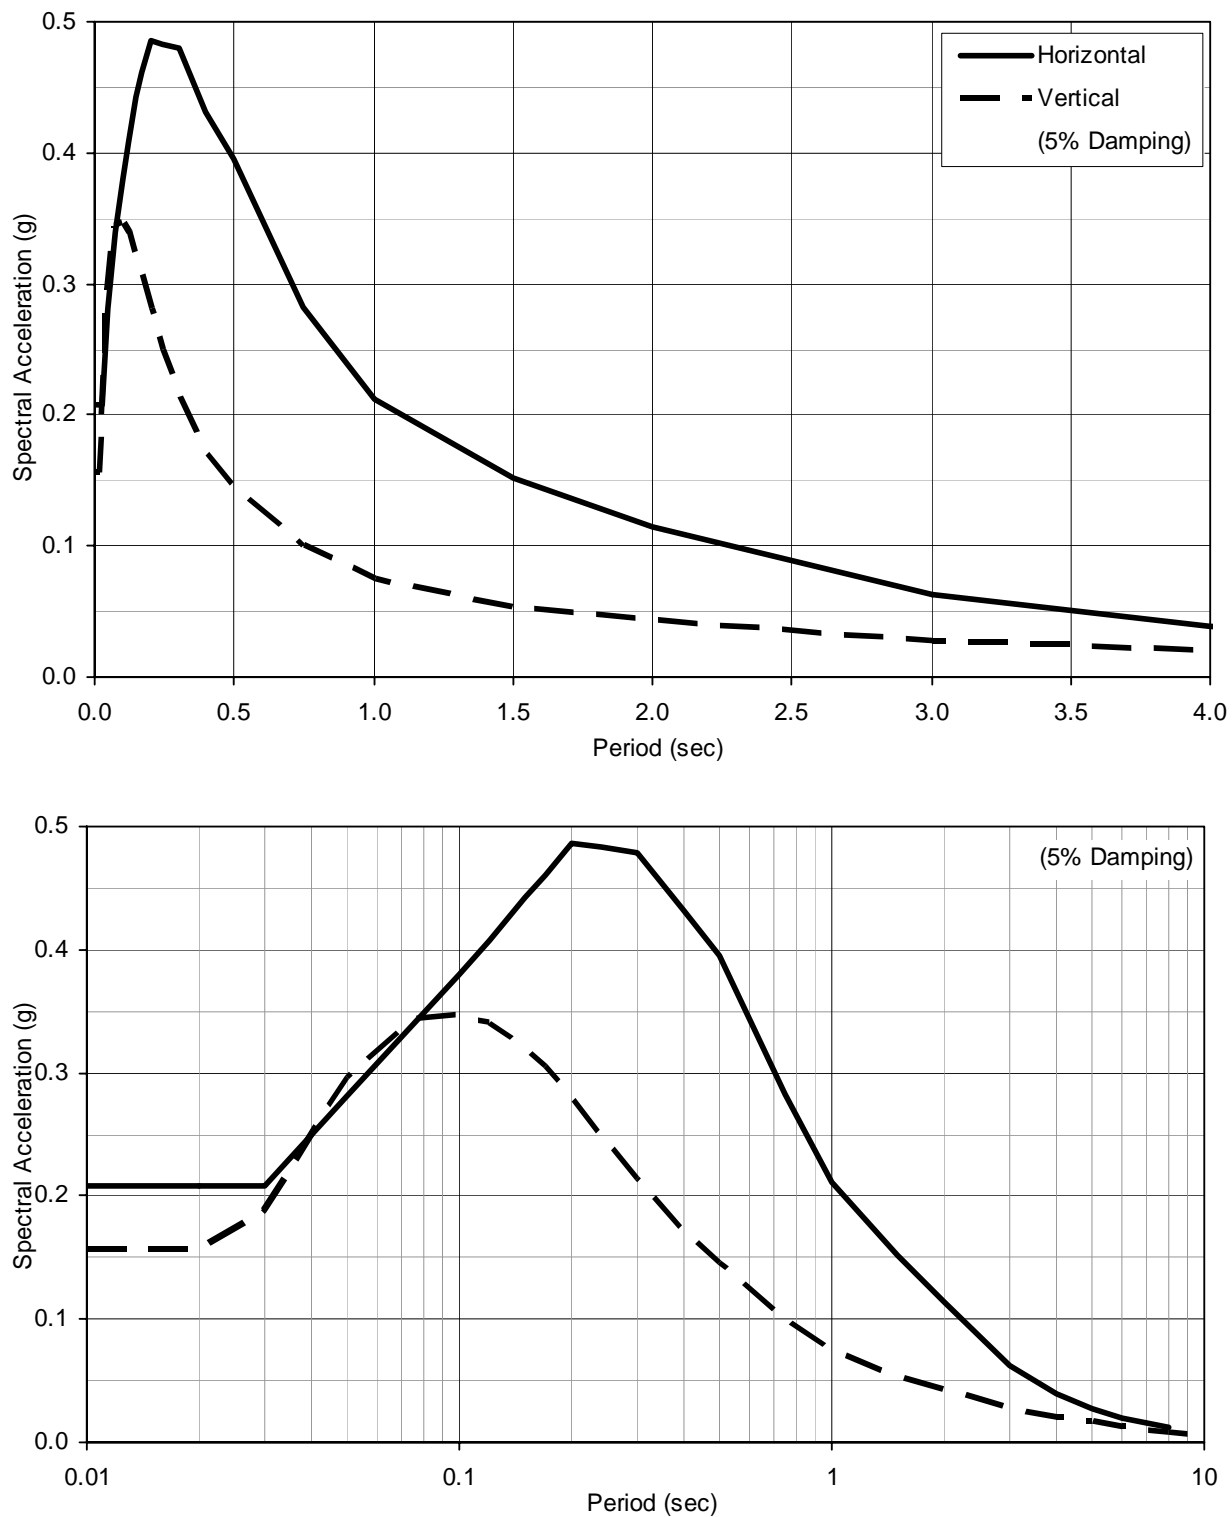 0.5
Horizontal
Vertical
(5% Damping)
0.4
0.3
0.2
0.1
0.0
Spectral Acceleration (g)
0.0 0.5 1.0 1.5 2.0 2.5 3.0 3.5 4.0
Period (sec)
0.5
(5% Damping)
0.4
0.3
0.2
0.1
0.0
Spectral Acceleration (g)
0.01 0.1 1 10
Period (sec)